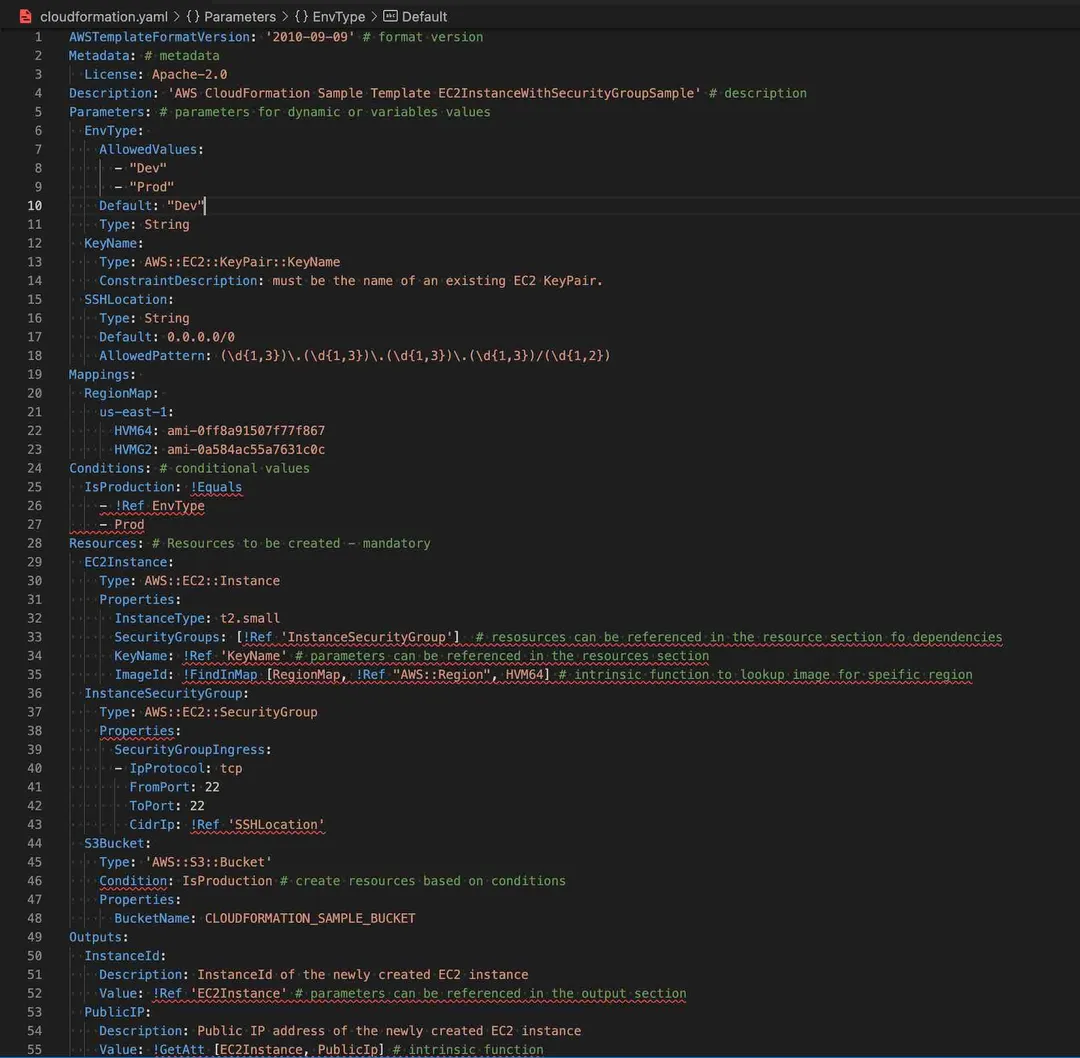 cloudformation.yaml > {} Parameters > {} EnvType > abc Default
1 AWSTemplateFormatVersion: '2010-09-09' # format version
2 Metadata: # metadata
3   License: Apache-2.0
4 Description: 'AWS CloudFormation Sample Template EC2InstanceWithSecurityGroupSample' # description
5 Parameters: # parameters for dynamic or variables values
6   EnvType:
7     AllowedValues:
8       - "Dev"
9       - "Prod"
10     Default: "Dev"
11     Type: String
12   KeyName:
13     Type: AWS::EC2::KeyPair::KeyName
14     ConstraintDescription: must be the name of an existing EC2 KeyPair.
15   SSHLocation:
16     Type: String
17     Default: 0.0.0.0/0
18     AllowedPattern: (\d{1,3})\.(\d{1,3})\.(\d{1,3})\.(\d{1,3})/(\d{1,2})
19 Mappings:
20   RegionMap:
21     us-east-1:
22       HVM64: ami-0ff8a91507f77f867
23       HVMG2: ami-0a584ac55a7631c0c
24 Conditions: # conditional values
25   IsProduction: !Equals
26     - !Ref EnvType
27     - Prod
28 Resources: # Resources to be created - mandatory
29   EC2Instance:
30     Type: AWS::EC2::Instance
31     Properties:
32       InstanceType: t2.small
33       SecurityGroups: [!Ref 'InstanceSecurityGroup']  # resosurces can be referenced in the resource section fo dependencies
34       KeyName: !Ref 'KeyName' # parameters can be referenced in the resources section
35       ImageId: !FindInMap [RegionMap, !Ref "AWS::Region", HVM64] # intrinsic function to lookup image for speific region
36   InstanceSecurityGroup:
37     Type: AWS::EC2::SecurityGroup
38     Properties:
39       SecurityGroupIngress:
40       - IpProtocol: tcp
41         FromPort: 22
42         ToPort: 22
43         CidrIp: !Ref 'SSHLocation'
44   S3Bucket:
45     Type: 'AWS::S3::Bucket'
46     Condition: IsProduction # create resources based on conditions
47     Properties:
48       BucketName: CLOUDFORMATION_SAMPLE_BUCKET
49 Outputs:
50   InstanceId:
51     Description: InstanceId of the newly created EC2 instance
52     Value: !Ref 'EC2Instance' # parameters can be referenced in the output section
53   PublicIP:
54     Description: Public IP address of the newly created EC2 instance
55     Value: !GetAtt [EC2Instance, PublicIp] # intrinsic function